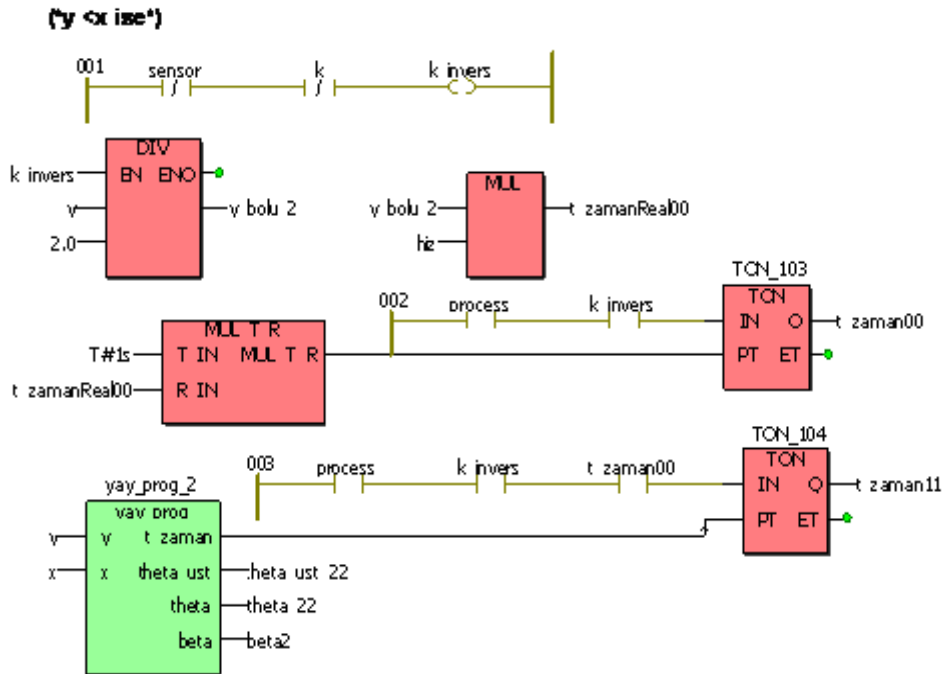 (*y <x ise*)
001 sensor k k invers
DIV
k invers EN ENO
y y bolu 2
2.0
MUL
y bolu 2 t zamanReal00
hiz
TON_103
002 process k invers TON
IN Q t zaman00
PT ET
MUL T R
T#1s T IN MUL T R
t zamanReal00 R IN
TON_104
003 process k invers t zaman00 TON
IN Q t zaman11
PT ET
yay_prog_2
yay prog
y y t zaman
x x theta ust theta ust 22
theta theta 22
beta beta2